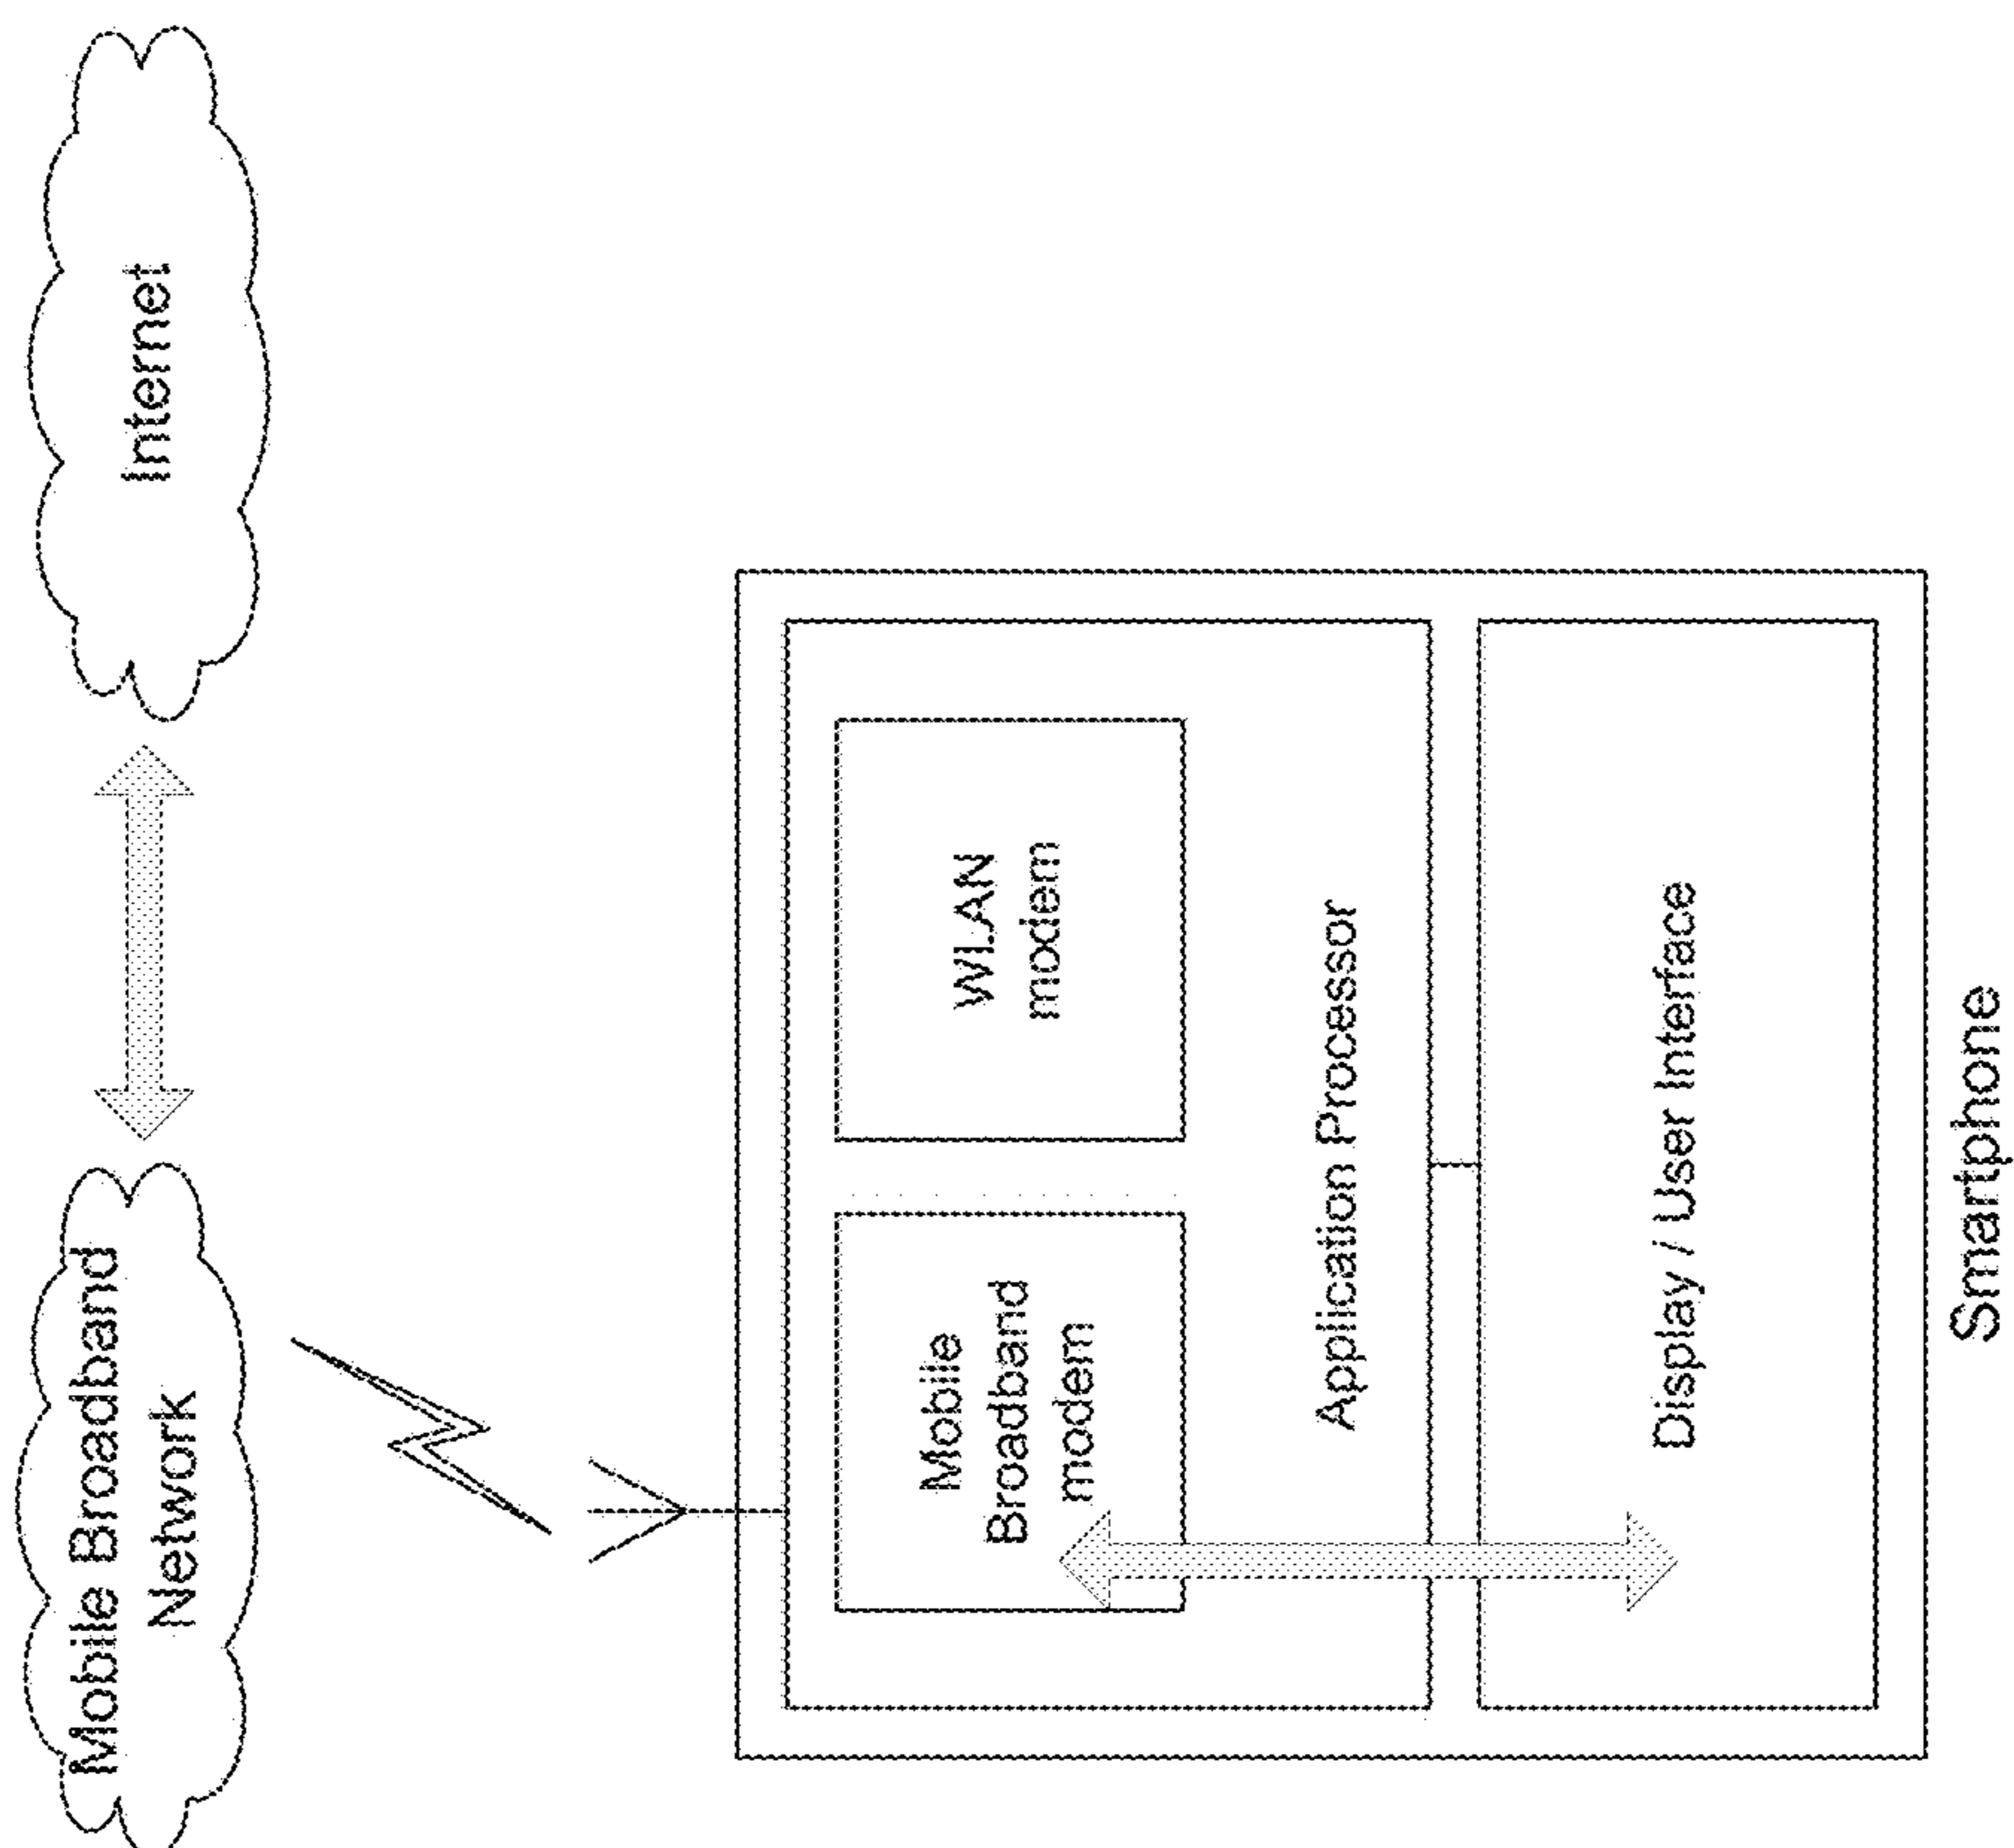 Mobile Broadband
Network
Internet
Mobile
Broadband
modem
WLAN
modem
Application Processor
Display / User Interface
Smartphone